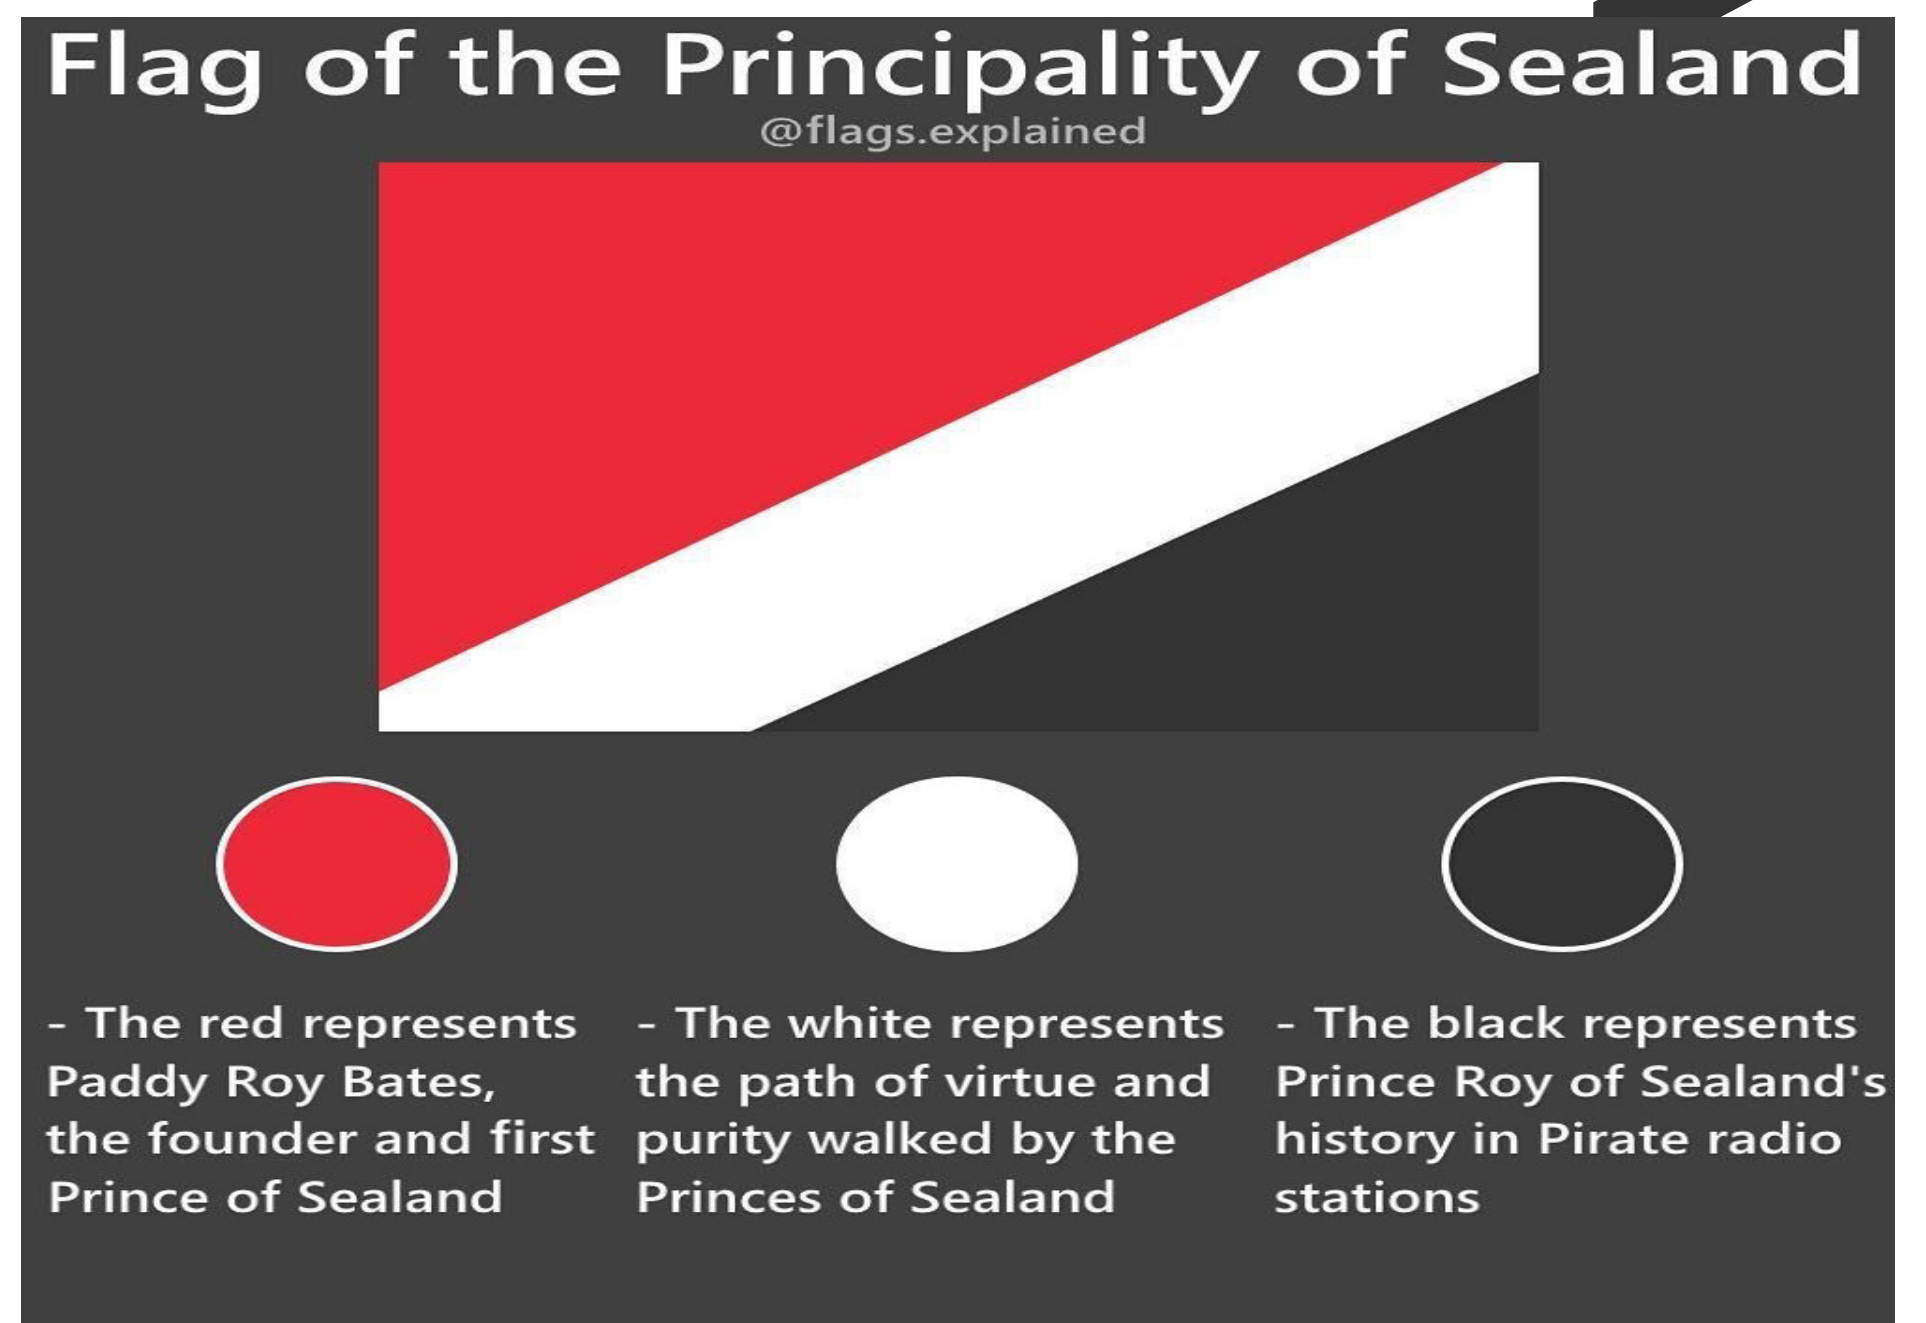 Flag of the Principality of Sealand
@flags.explained
- The red represents
Paddy Roy Bates,
the founder and first
Prince of Sealand
- The white represents
the path of virtue and
purity walked by the
Princes of Sealand
- The black represents
Prince Roy of Sealand's
history in Pirate radio
stations